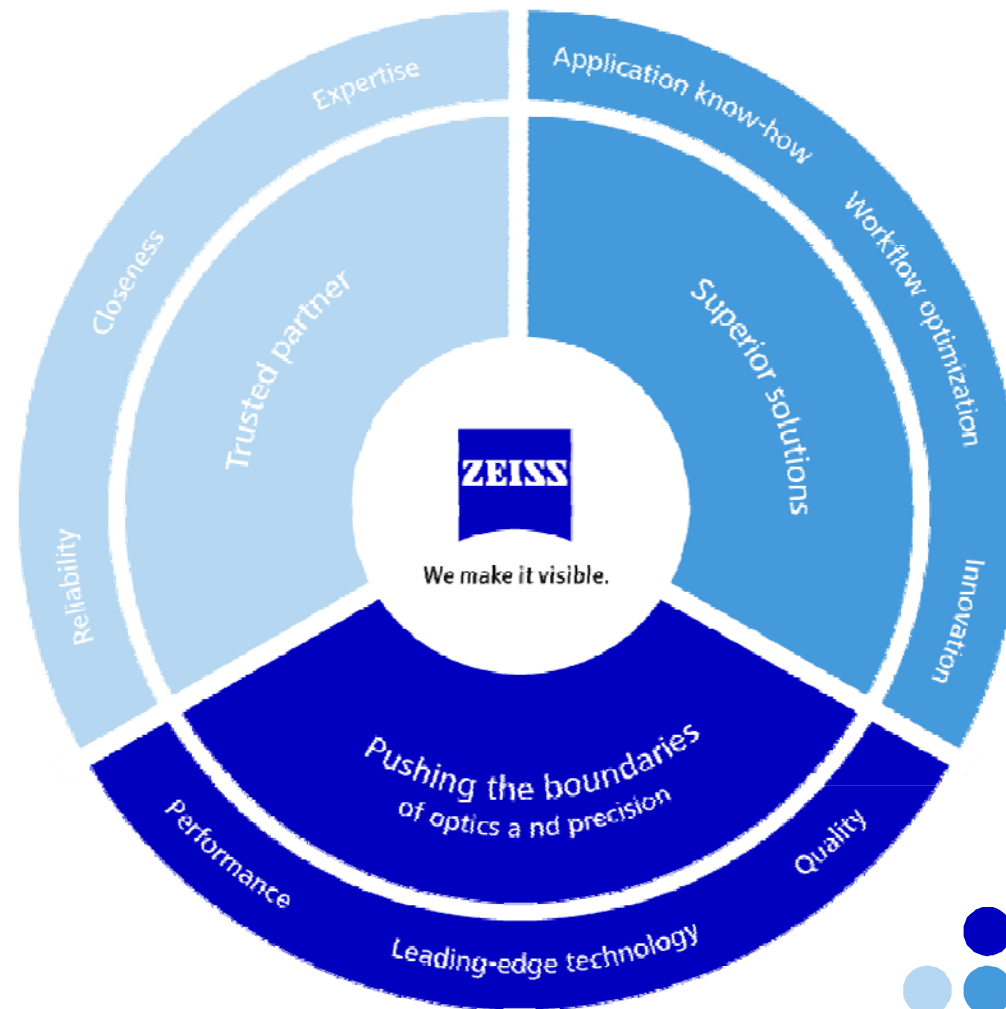 Expertise
Closeness
Reliability
Trusted partner
Application know-how
Workflow optimization
Innovation
Superior solutions
ZEISS
We make it visible.
Pushing the boundaries
of optics a nd precision
Performance
Leading-edge technology
Quality